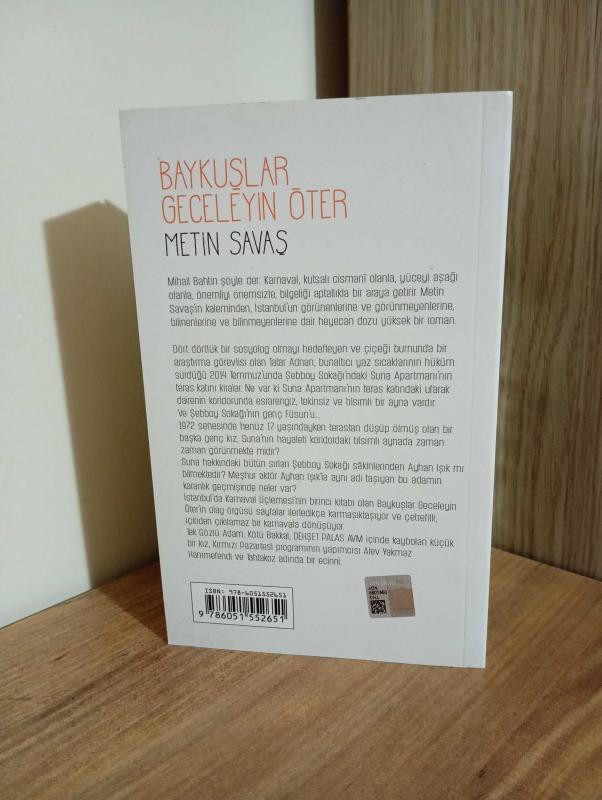 BAYKUŞLAR
GECELEYİN ÖTER
METİN SAVAŞ
Mihail Bahtin şöyle der: Karnaval, kutsalı cismanî olanla, yüceyi aşağı
olanla, önemliyi önemsizle, bilgeliği aptallıkla bir araya getirir. Metin
Savaş'ın kaleminden, İstanbul'un görünenlerine ve görünmeyenlerine,
bilinenlerine ve bilinmeyenlerine dair heyecan dozu yüksek bir roman.
Dört dörtlük bir sosyolog olmayı hedefleyen ve çiçeği burnunda bir
araştırma görevlisi olan Tatar Adnan, bunaltıcı yaz sıcaklarının hüküm
sürdüğü 2014 Temmuz'unda Şebboy Sokağı'ndaki Suna Apartmanı'nın
teras katını kiralar. Ne var ki Suna Apartmanı'nın teras katındaki ufarak
dairenin koridorunda esrarengiz, tekinsiz ve tılsımlı bir ayna vardır.
Ve Şebboy Sokağı'nın genç Füsun'u...
1972 senesinde henüz 17 yaşındayken terastan düşüp ölmüş olan bir
başka genç kız, Suna'nın hayaleti koridordaki tılsımlı aynada zaman
zaman görünmekte midir?
Suna hakkındaki bütün sırları Şebboy Sokağı sâkinlerinden Ayhan Işık mı
bilmektedir? Meşhur aktör Ayhan Işık'la aynı adı taşıyan bu adamın
karanlık geçmişinde neler var?
İstanbul'da Karnaval Üçlemesi'nin birinci kitabı olan Baykuşlar Geceleyin
Öter'in olay örgüsü sayfalar ilerledikçe karmaşıklaşıyor ve çetrefilli,
içinden çıkılamaz bir karnavala dönüşüyor.
Tek Gözlü Adam, Kötü Bakkal, DEHŞET PALAS AVM içinde kaybolan küçük
bir kız, Kırmızı Pazartesi programının yapımcısı Alev Yakmaz
Hanımefendi ve Tahtakoz adında bir ecinni.
ISBN: 978-6051552651
9 786051 552651